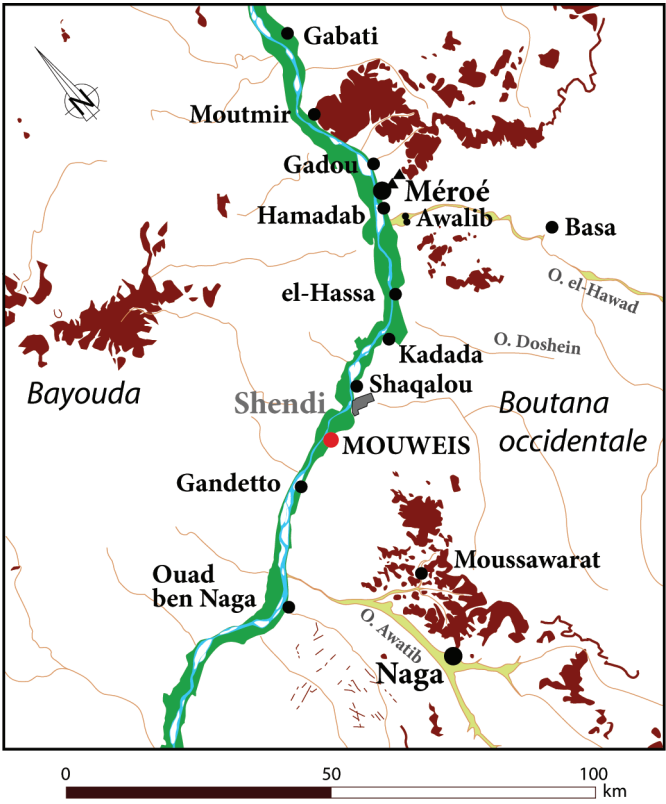 Gabati
N
Moutmir
Gadou
Méroé
Hamadab
Awalib
Basa
O. el-Hawad
el-Hassa
O. Doshein
Kadada
Shaqalou
Bayouda
Shendi
Boutana
occidentale
MOUWEIS
Gandetto
Moussawarat
Ouad
ben Naga
O. Awatib
Naga
0
50
100
km